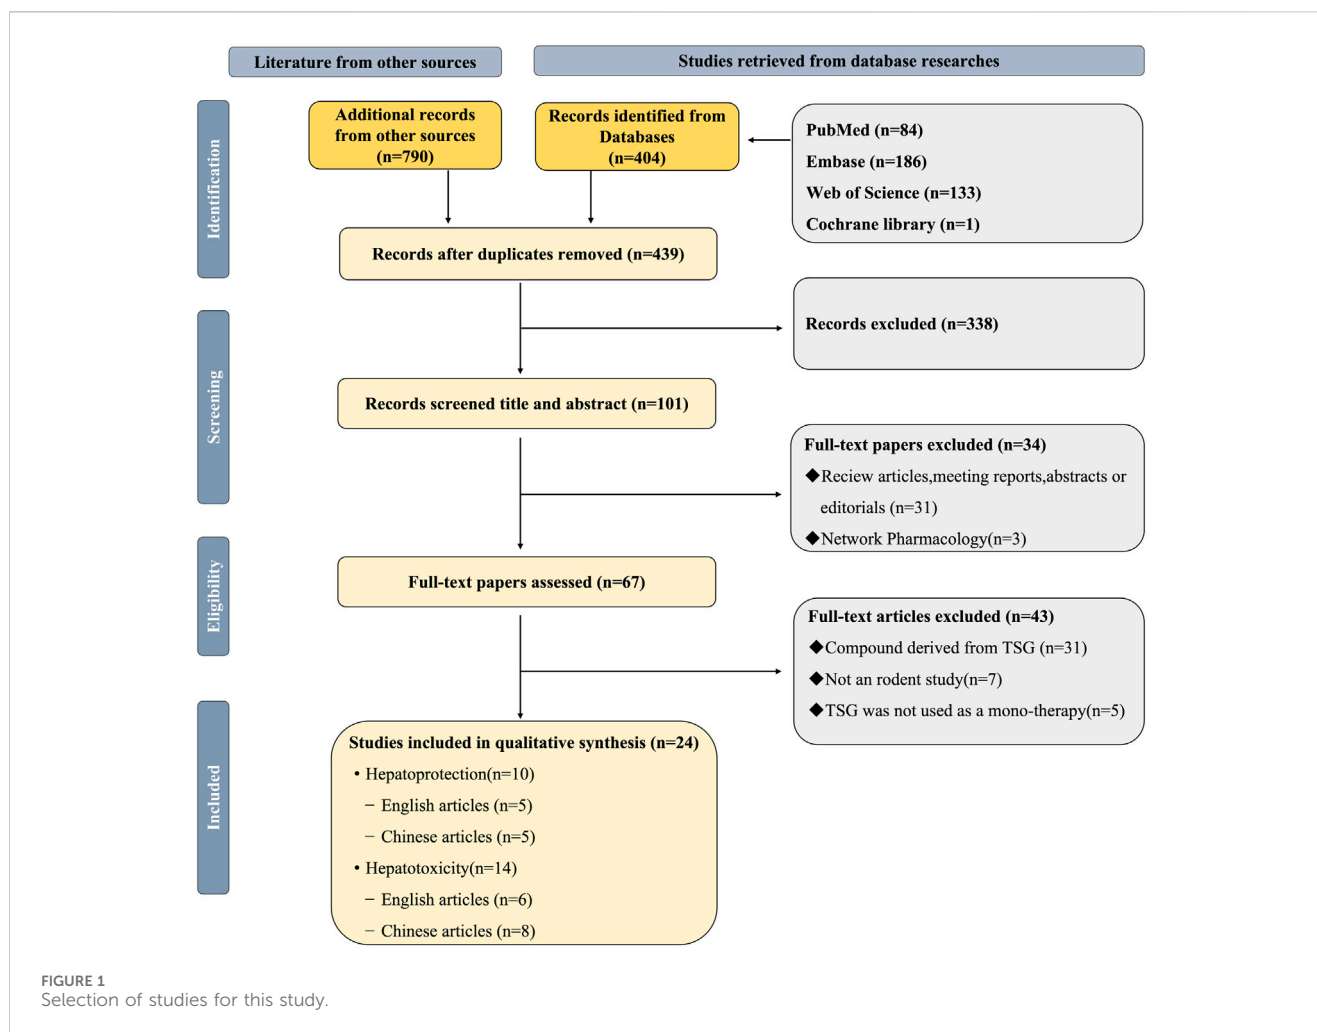 Literature from other sources
Studies retrieved from database researches
Identification
Additional records
from other sources
(n=790)
Records identified from
Databases
(n=404)
PubMed (n=84)
Embase (n=186)
Web of Science (n=133)
Cochrane library (n=1)
Records after duplicates removed (n=439)
Screening
Records excluded (n=338)
Records screened title and abstract (n=101)
Full-text papers excluded (n=34)
◆Reciew articles,meeting reports,abstracts or
editorials (n=31)
◆Network Pharmacology(n=3)
Eligibility
Full-text papers assessed (n=67)
Full-text articles excluded (n=43)
◆Compound derived from TSG (n=31)
◆Not an rodent study(n=7)
◆TSG was not used as a mono-therapy(n=5)
Included
Studies included in qualitative synthesis (n=24)
• Hepatoprotection(n=10)
− English articles (n=5)
− Chinese articles (n=5)
• Hepatotoxicity(n=14)
− English articles (n=6)
− Chinese articles (n=8)
FIGURE 1
Selection of studies for this study.